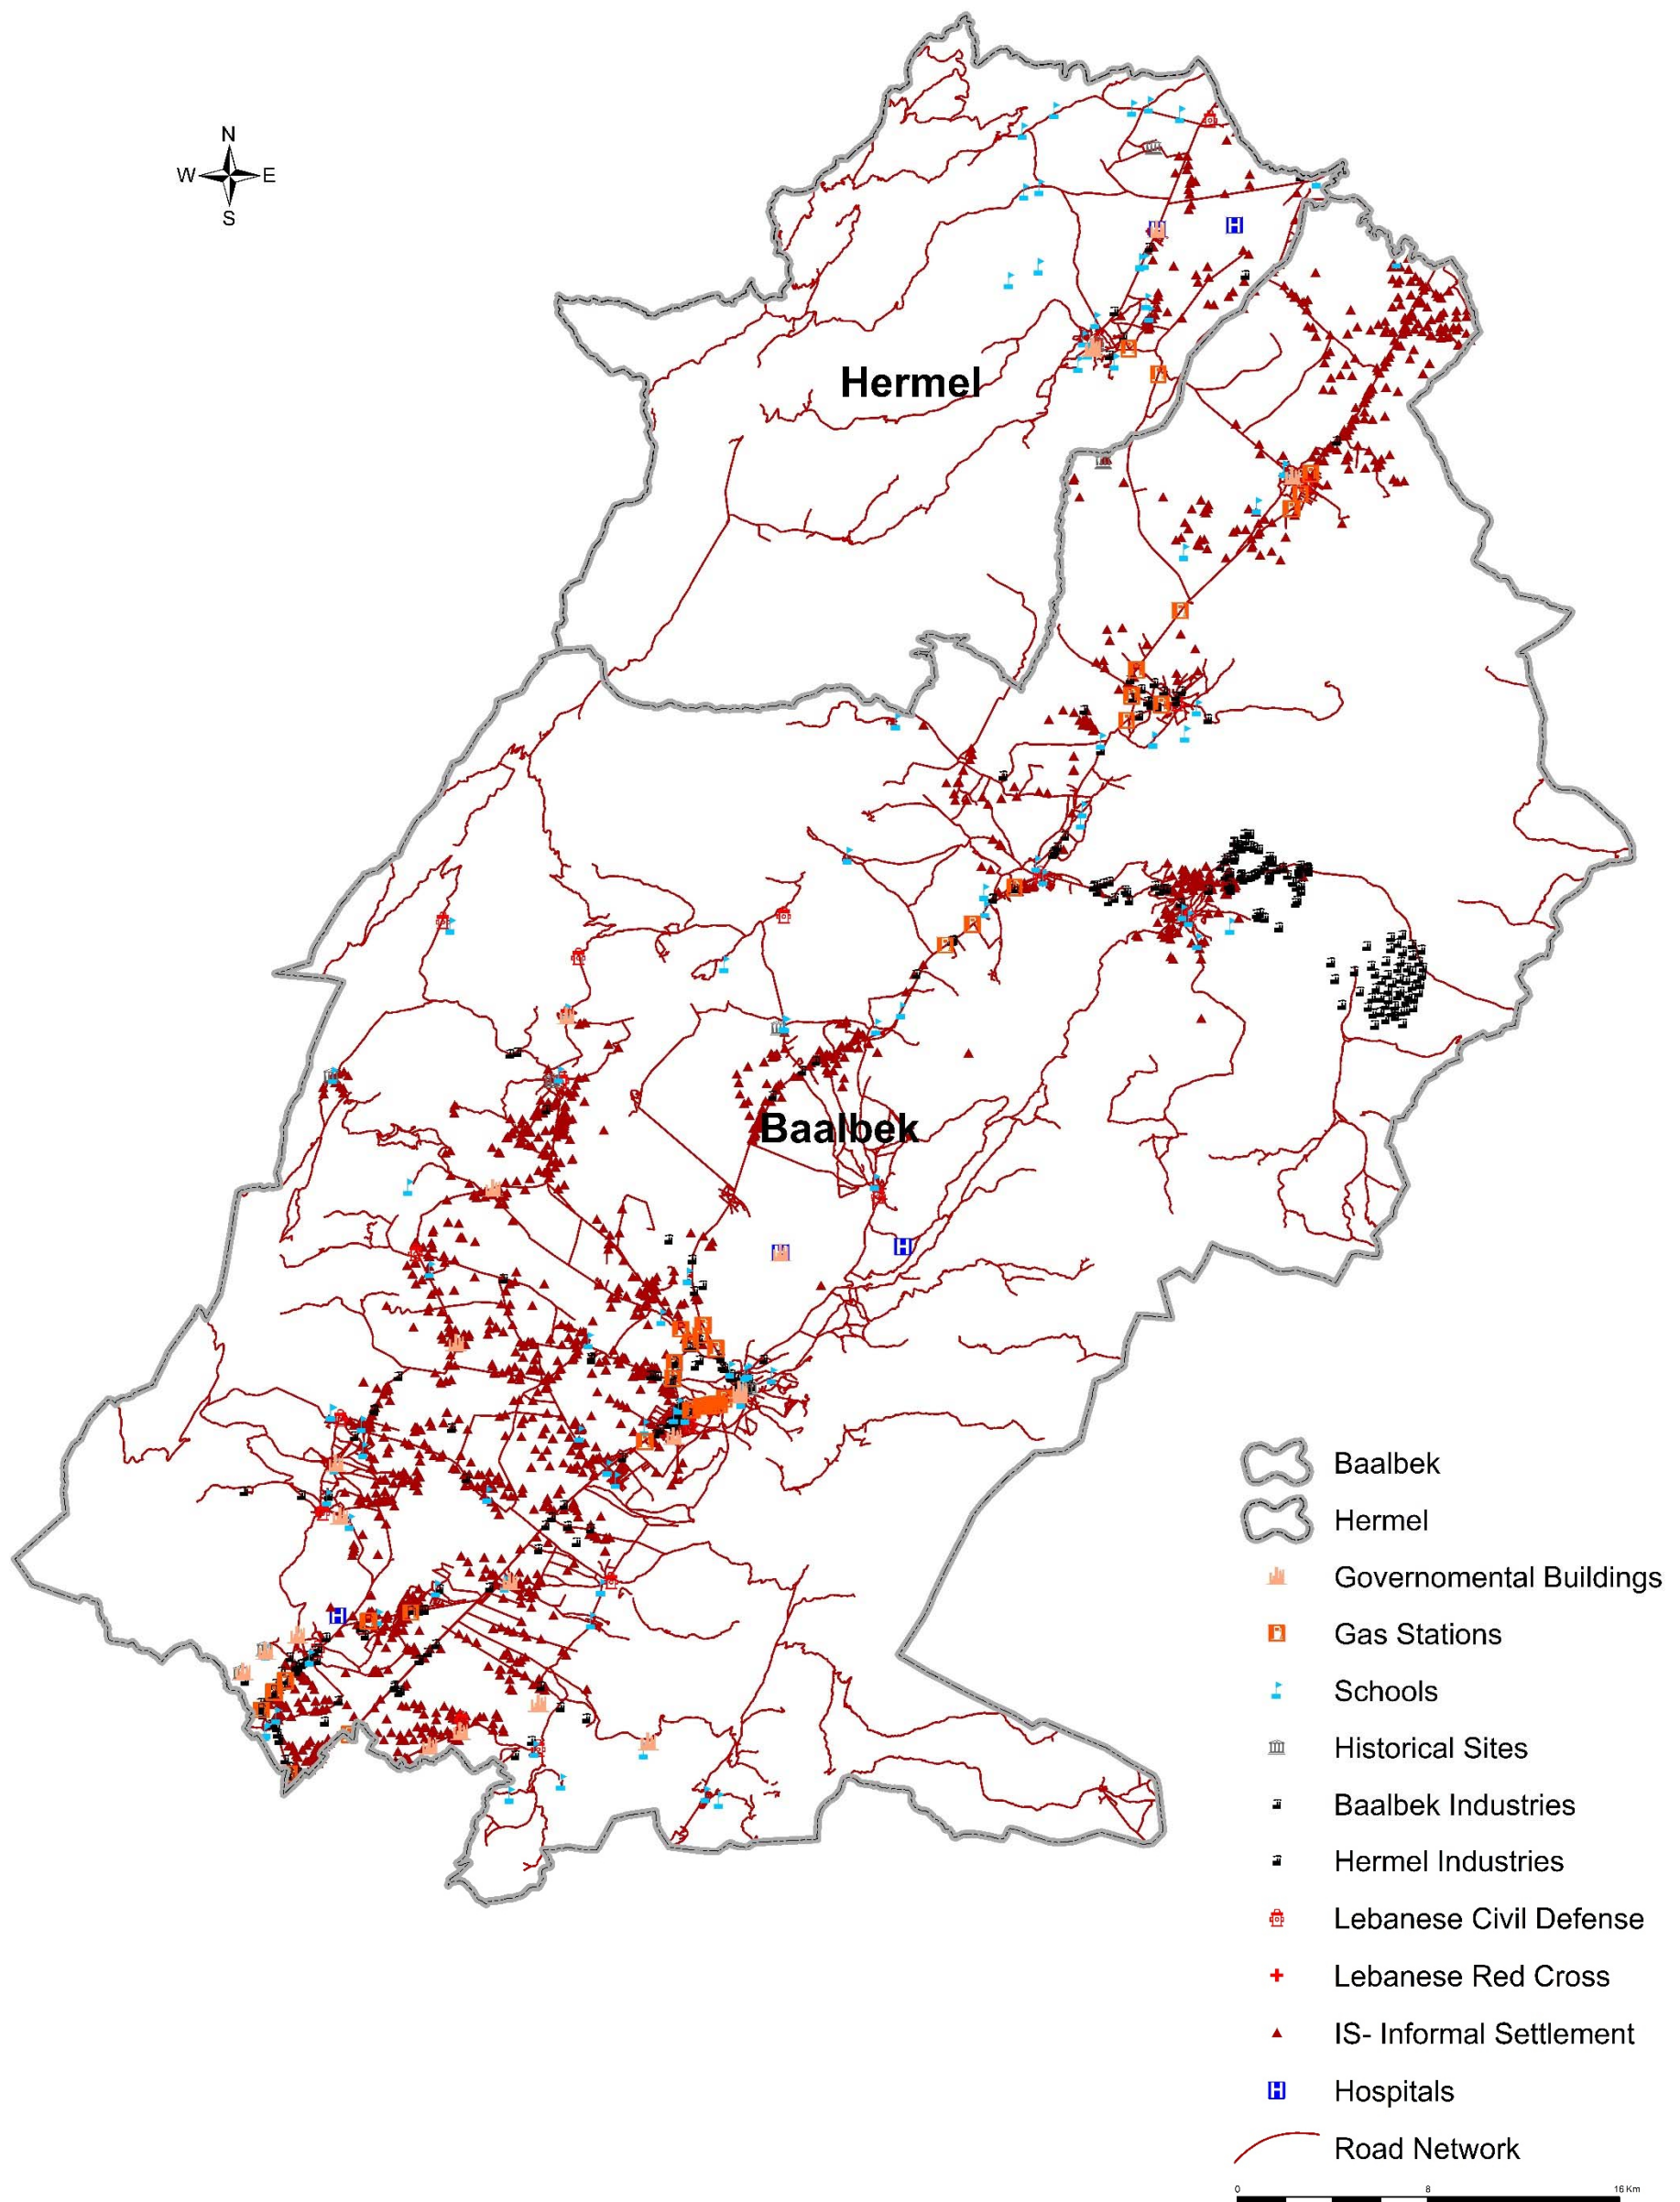 N
W E
S
Hermel
Baalbek
Baalbek
Hermel
Governomental Buildings
Gas Stations
Schools
Historical Sites
Baalbek Industries
Hermel Industries
Lebanese Civil Defense
Lebanese Red Cross
IS- Informal Settlement
H Hospitals
Road Network
0 8 16 Km